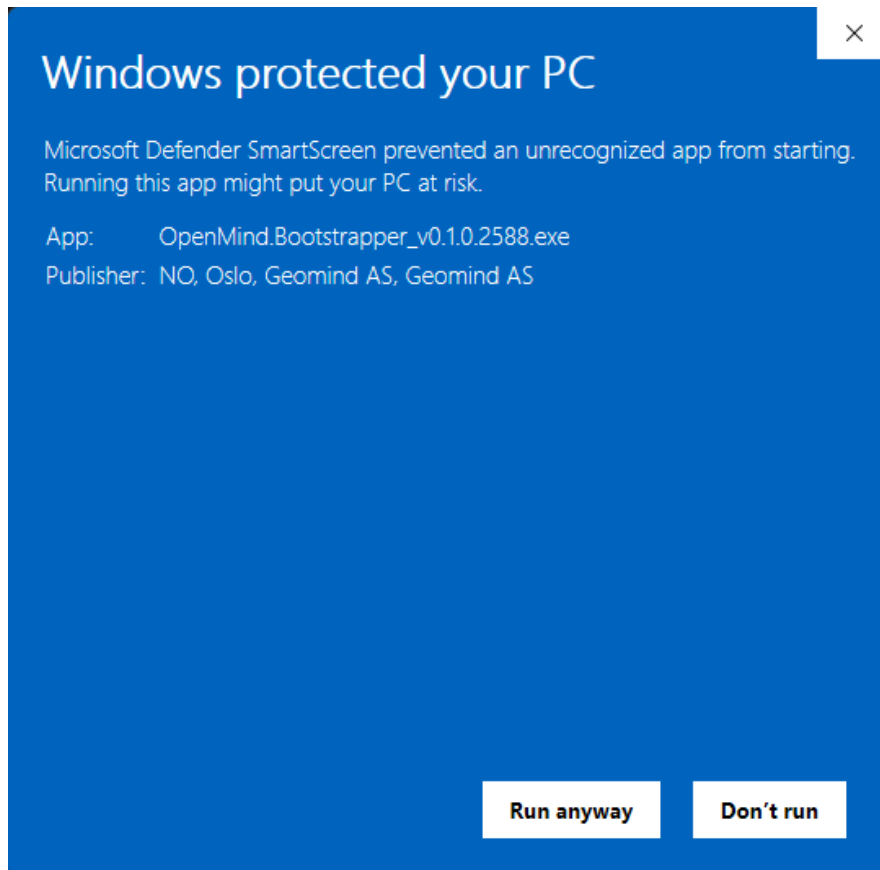 Windows protected your PC
Microsoft Defender SmartScreen prevented an unrecognized app from starting.
Running this app might put your PC at risk.
App: OpenMind.Bootstrapper_v0.1.0.2588.exe
Publisher: NO, Oslo, Geomind AS, Geomind AS
Run anyway Don't run